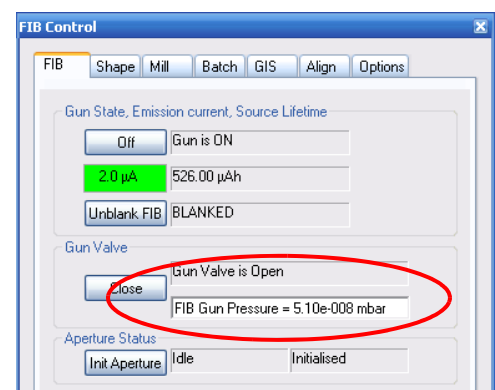 FIB Control
FIB Shape Mill Batch GIS Align Options
Gun State, Emission current, Source Lifetime
Off Gun is ON
2.0 µA 526.00 µAh
Unblank FIB BLANKED
Gun Valve
Gun Valve is Open
Close
FIB Gun Pressure = 5.10e-008 mbar
Aperture Status
Init Aperture Idle Initialised